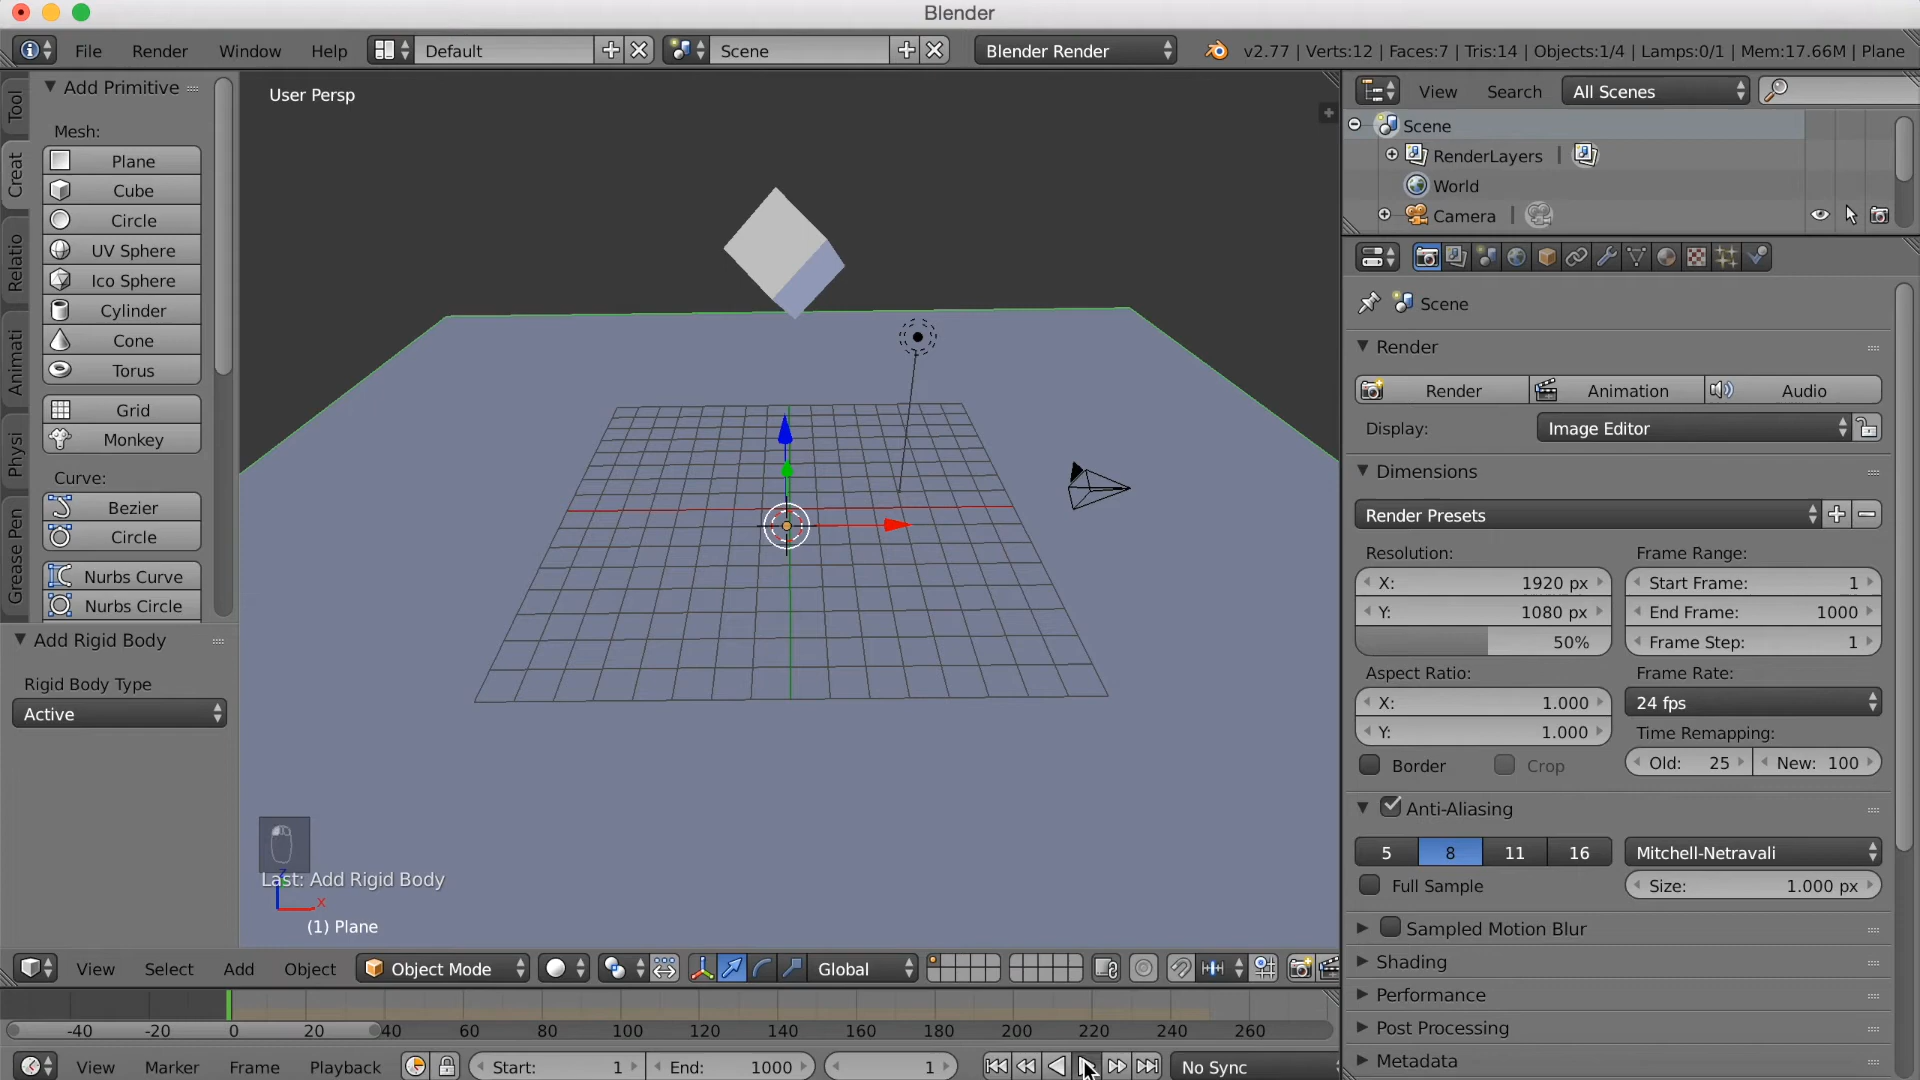 Blender
File Render Window Help Default Scene Blender Render v2.77 | Verts:12 | Faces:7 | Tris:14 | Objects:1/4 | Lamps:0/1 | Mem:17.66M | Plane
Tool
Creat
Relatio
Animati
Physi
Grease Pen
Add Primitive
Mesh:
Plane
Cube
Circle
UV Sphere
Ico Sphere
Cylinder
Cone
Torus
Grid
Monkey
Curve:
Bezier
Circle
Nurbs Curve
Nurbs Circle
Add Rigid Body
Rigid Body Type
Active
User Persp
Last: Add Rigid Body
x
(1) Plane
View Select Add Object Object Mode Global
-40 -20 0 20 40 60 80 100 120 140 160 180 200 220 240 260
View Marker Frame Playback Start: 1 End: 1000 1 No Sync
View Search All Scenes
Scene
RenderLayers |
World
Camera |
Scene
Render
Render Animation Audio
Display: Image Editor
Dimensions
Render Presets
Resolution: Frame Range:
X: 1920 px Start Frame: 1
Y: 1080 px End Frame: 1000
50% Frame Step: 1
Aspect Ratio: Frame Rate:
X: 1.000 24 fps
Y: 1.000 Time Remapping:
Border Crop Old: 25 New: 100
Anti-Aliasing
5 8 11 16 Mitchell-Netravali
Full Sample Size: 1.000 px
Sampled Motion Blur
Shading
Performance
Post Processing
Metadata